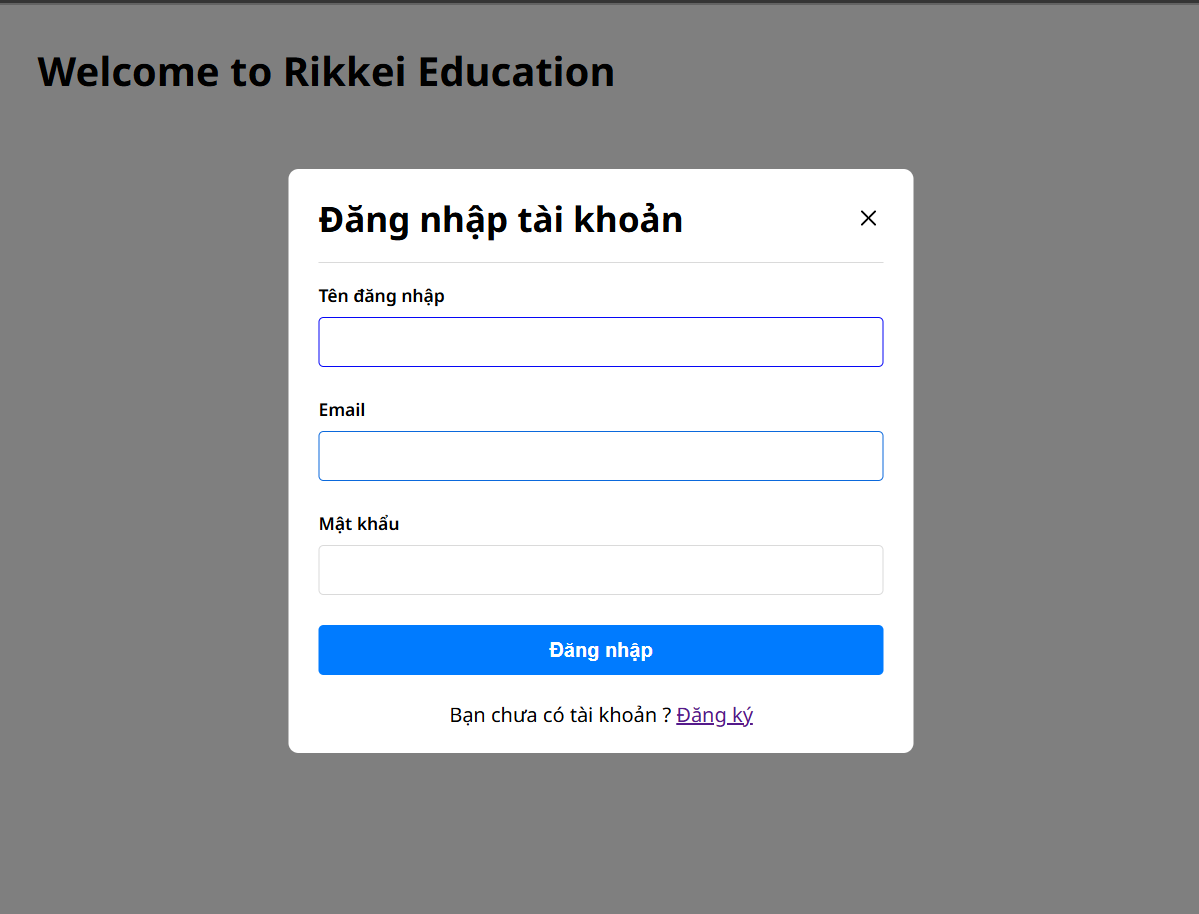 Welcome to Rikkei Education
Đăng nhập tài khoản
Tên đăng nhập
Email
Mật khẩu
Đăng nhập
Bạn chưa có tài khoản ? Đăng ký